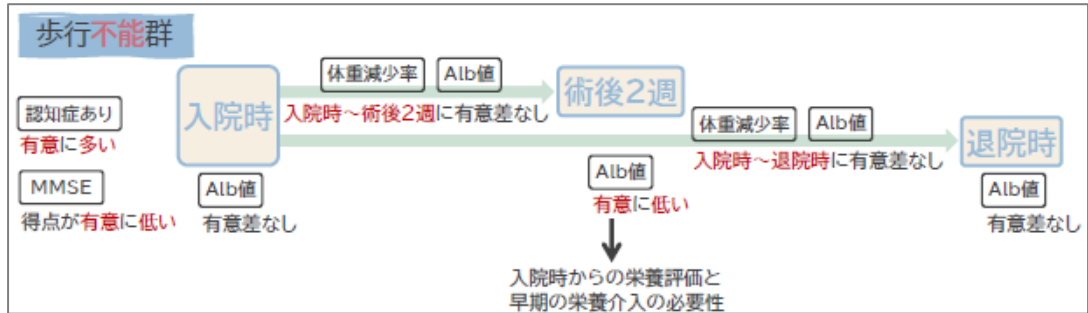 歩行不能群
体重減少率 Alb値
入院時
術後2週
入院時～術後2週に有意差なし
認知症あり
有意に多い
体重減少率 Alb値
入院時～退院時に有意差なし
退院時
MMSE
得点が有意に低い
Alb値
有意差なし
Alb値
有意に低い
Alb値
有意差なし
入院時からの栄養評価と
早期の栄養介入の必要性